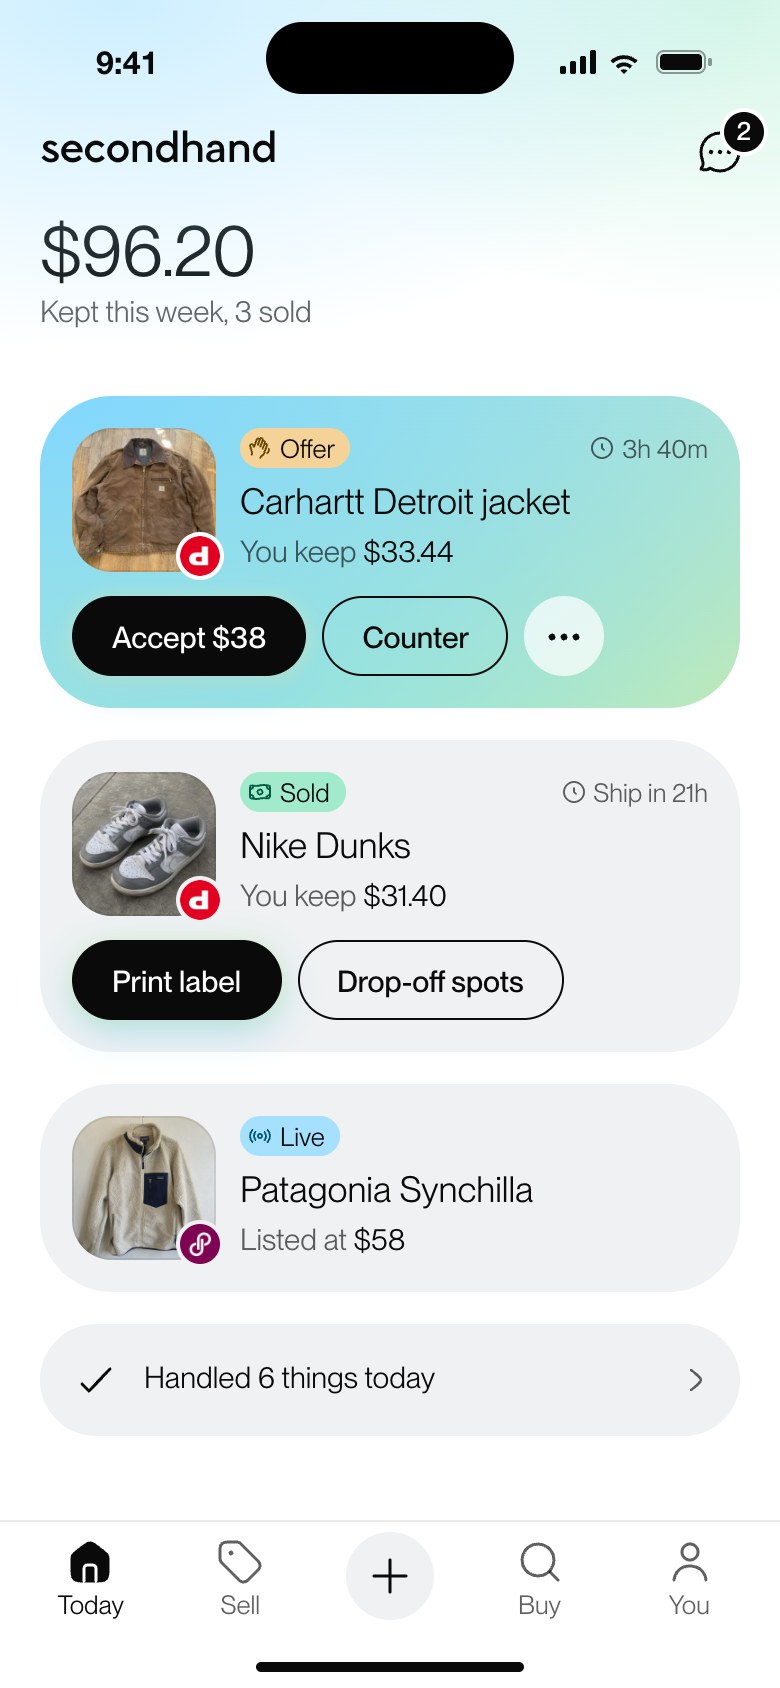 9:41
secondhand
2
$96.20
Kept this week, 3 sold
Offer
3h 40m
Carhartt Detroit jacket
You keep $33.44
Accept $38
Counter
Sold
Ship in 21h
Nike Dunks
You keep $31.40
Print label
Drop-off spots
Live
Patagonia Synchilla
Listed at $58
Handled 6 things today
Today
Sell
Buy
You